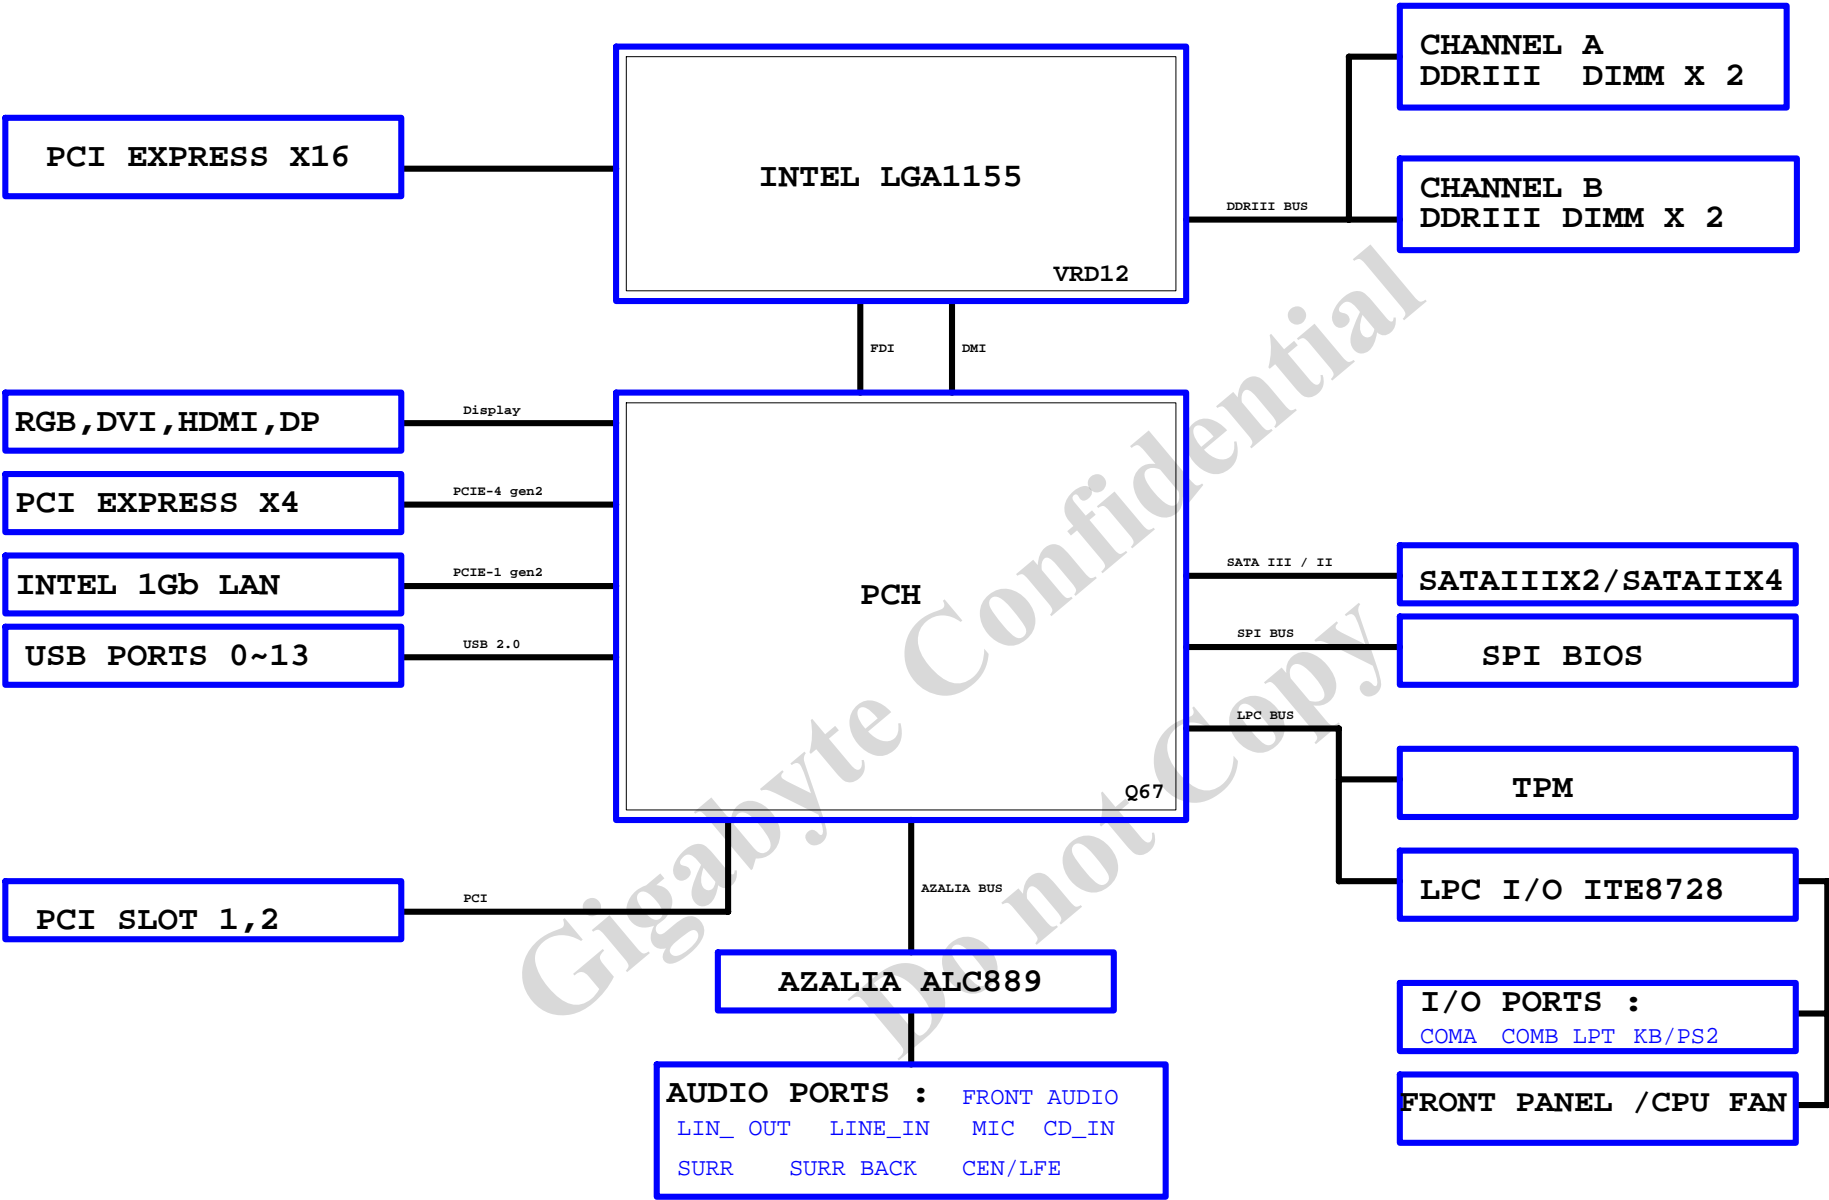 CHANNEL A
DDRIII DIMM X 2
PCI EXPRESS X16
INTEL LGA1155
CHANNEL B
DDRIII DIMM X 2
DDRIII BUS
VRD12
FDI
DMI
RGB,DVI,HDMI,DP
Display
PCI EXPRESS X4
PCIE-4 gen2
INTEL 1Gb LAN
PCIE-1 gen2
USB PORTS 0~13
USB 2.0
PCH
Q67
SATA III / II
SATAIIIX2/SATAIIX4
SPI BUS
SPI BIOS
LPC BUS
TPM
LPC I/O ITE8728
PCI SLOT 1,2
PCI
AZALIA BUS
AZALIA ALC889
I/O PORTS :
COMA COMB LPT KB/PS2
FRONT PANEL /CPU FAN
AUDIO PORTS : FRONT AUDIO
LIN_ OUT LINE_IN MIC CD_IN
SURR SURR BACK CEN/LFE
Gigabyte Confidential
Do not Copy